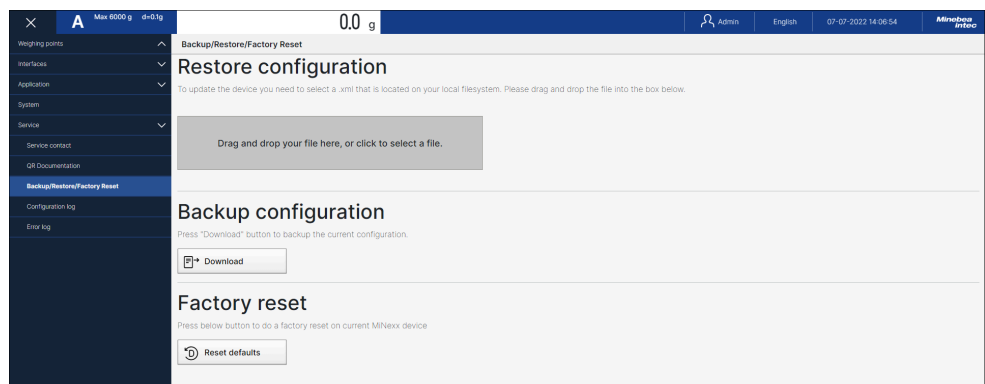 A Max 6000 g d=0.1g
0.0 g
Admin
English
07-07-2022 14:06:54
Minebea
intec
Weighing points
Interfaces
Application
System
Service
Service contact
QR Documentation
Backup/Restore/Factory Reset
Configuration log
Error log
Backup/Restore/Factory Reset
Restore configuration
To update the device you need to select a .xml that is located on your local filesystem. Please drag and drop the file into the box below.
Drag and drop your file here, or click to select a file.
Backup configuration
Press "Download" button to backup the current configuration.
Download
Factory reset
Press below button to do a factory reset on current MiNexx device
Reset defaults